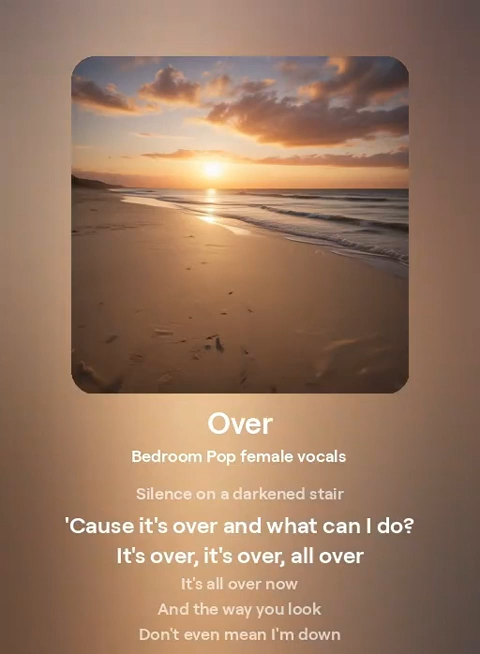 Over
Bedroom Pop female vocals
Silence on a darkened stair
'Cause it's over and what can I do?
It's over, it's over, all over
It's all over now
And the way you look
Don't even mean I'm down